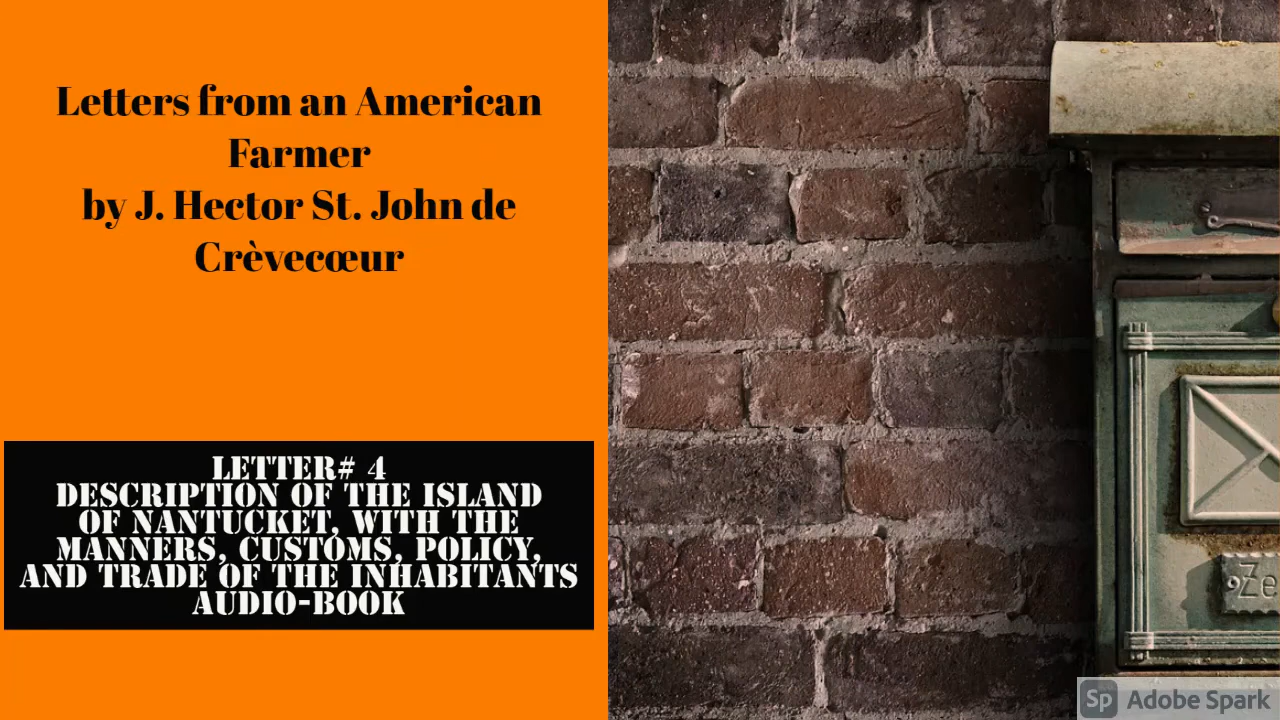 Letters from an American
Farmer
by J. Hector St. John de
Crèvecœur
LETTER# 4
DESCRIPTION OF THE ISLAND
OF NANTUCKET, WITH THE
MANNERS, CUSTOMS, POLICY,
AND TRADE OF THE INHABITANTS
AUDIO-BOOK
Ze
Sp Adobe Spark